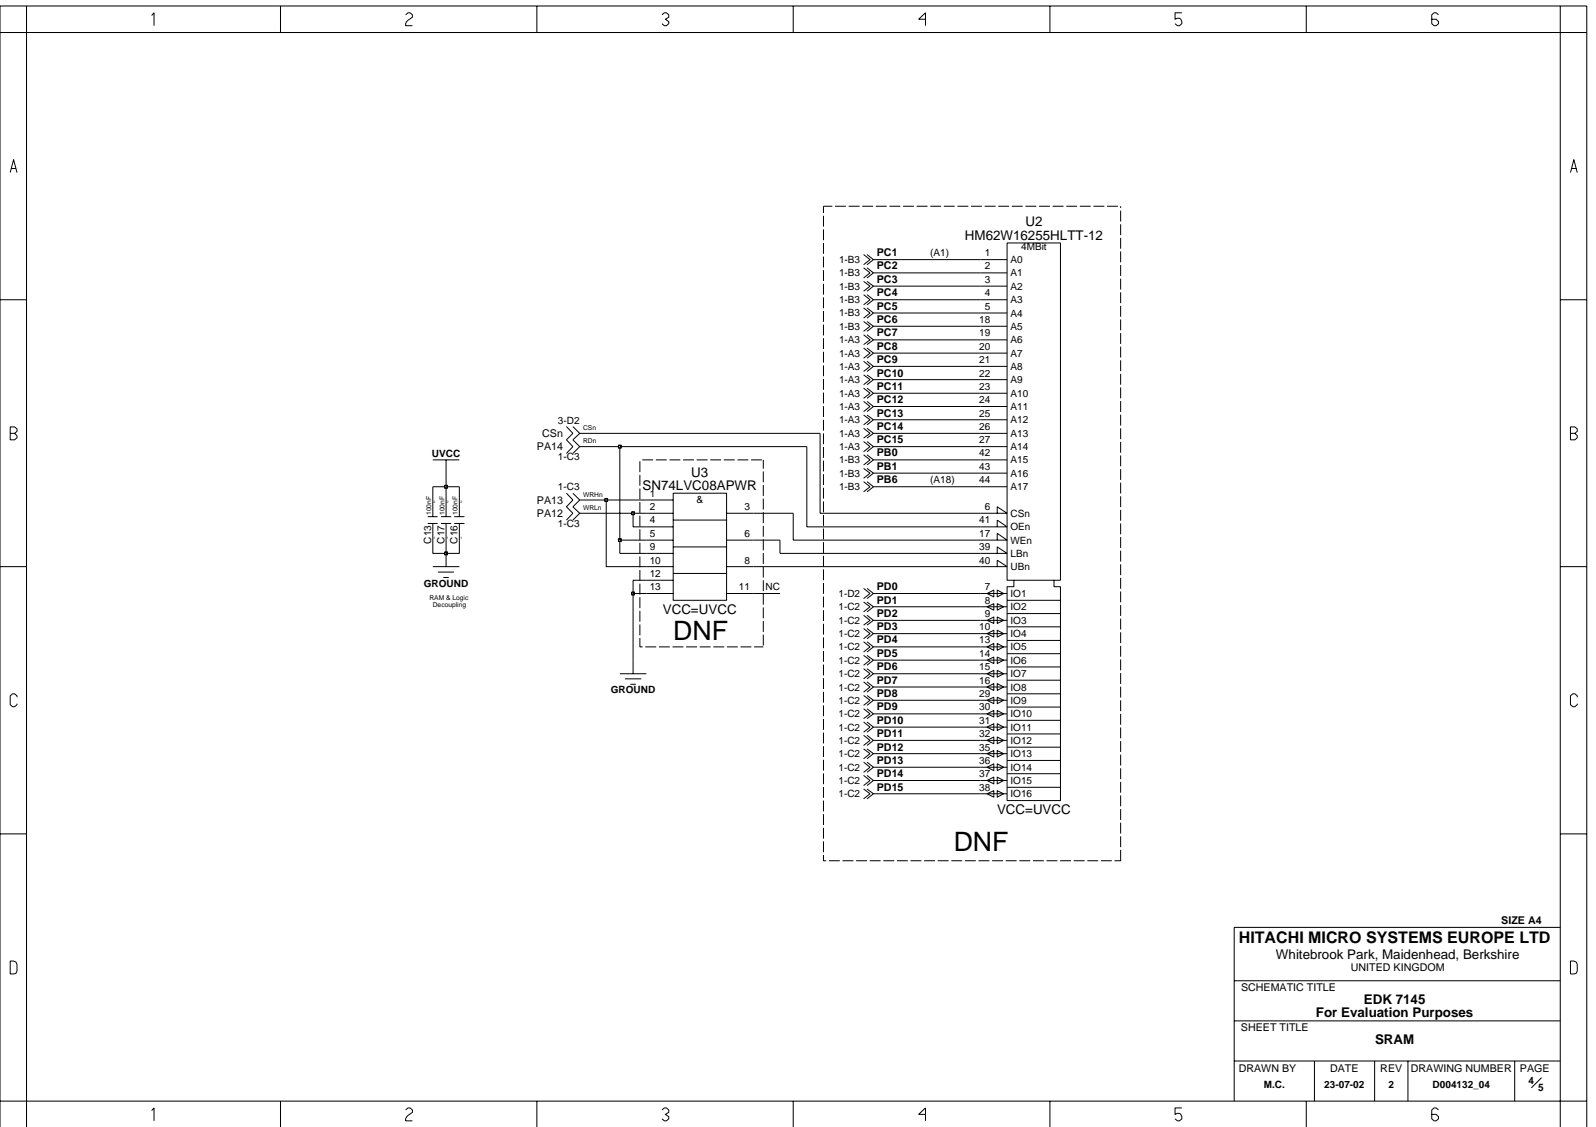 1 2 3 4 5 6
A A
B B
C C
D D
UVCC
100nF 100nF 100nF
C13 C17 C16
GROUND
RAM & Logic
Decoupling
3-D2
CSn CSn
PA14 RDn
1-C3
1-C3
PA13 WRHn
PA12 WRLn
1-C3
U3
SN74LVC08APWR
&
1
2 3
4
5 6
9
10 8
12
13 11 NC
VCC=UVCC
DNF
GROUND
U2
HM62W16255HLTT-12
4MBit
1-B3 PC1 (A1) 1 A0
1-B3 PC2 2 A1
1-B3 PC3 3 A2
1-B3 PC4 4 A3
1-B3 PC5 5 A4
1-B3 PC6 18 A5
1-A3 PC7 19 A6
1-A3 PC8 20 A7
1-A3 PC9 21 A8
1-A3 PC10 22 A9
1-A3 PC11 23 A10
1-A3 PC12 24 A11
1-A3 PC13 25 A12
1-A3 PC14 26 A13
1-A3 PC15 27 A14
1-B3 PB0 42 A15
1-B3 PB1 43 A16
1-B3 PB6 (A18) 44 A17
6 CSn
41 OEn
17 WEn
39 LBn
40 UBn
1-D2 PD0 7 IO1
1-C2 PD1 8 IO2
1-C2 PD2 9 IO3
1-C2 PD3 10 IO4
1-C2 PD4 13 IO5
1-C2 PD5 14 IO6
1-C2 PD6 15 IO7
1-C2 PD7 16 IO8
1-C2 PD8 29 IO9
1-C2 PD9 30 IO10
1-C2 PD10 31 IO11
1-C2 PD11 32 IO12
1-C2 PD12 35 IO13
1-C2 PD13 36 IO14
1-C2 PD14 37 IO15
1-C2 PD15 38 IO16
VCC=UVCC
DNF
SIZE A4
HITACHI MICRO SYSTEMS EUROPE LTD
Whitebrook Park, Maidenhead, Berkshire
UNITED KINGDOM
SCHEMATIC TITLE
EDK 7145
For Evaluation Purposes
SHEET TITLE
SRAM
DRAWN BY DATE REV DRAWING NUMBER PAGE
M.C. 23-07-02 2 D004132_04 4/5
1 2 3 4 5 6